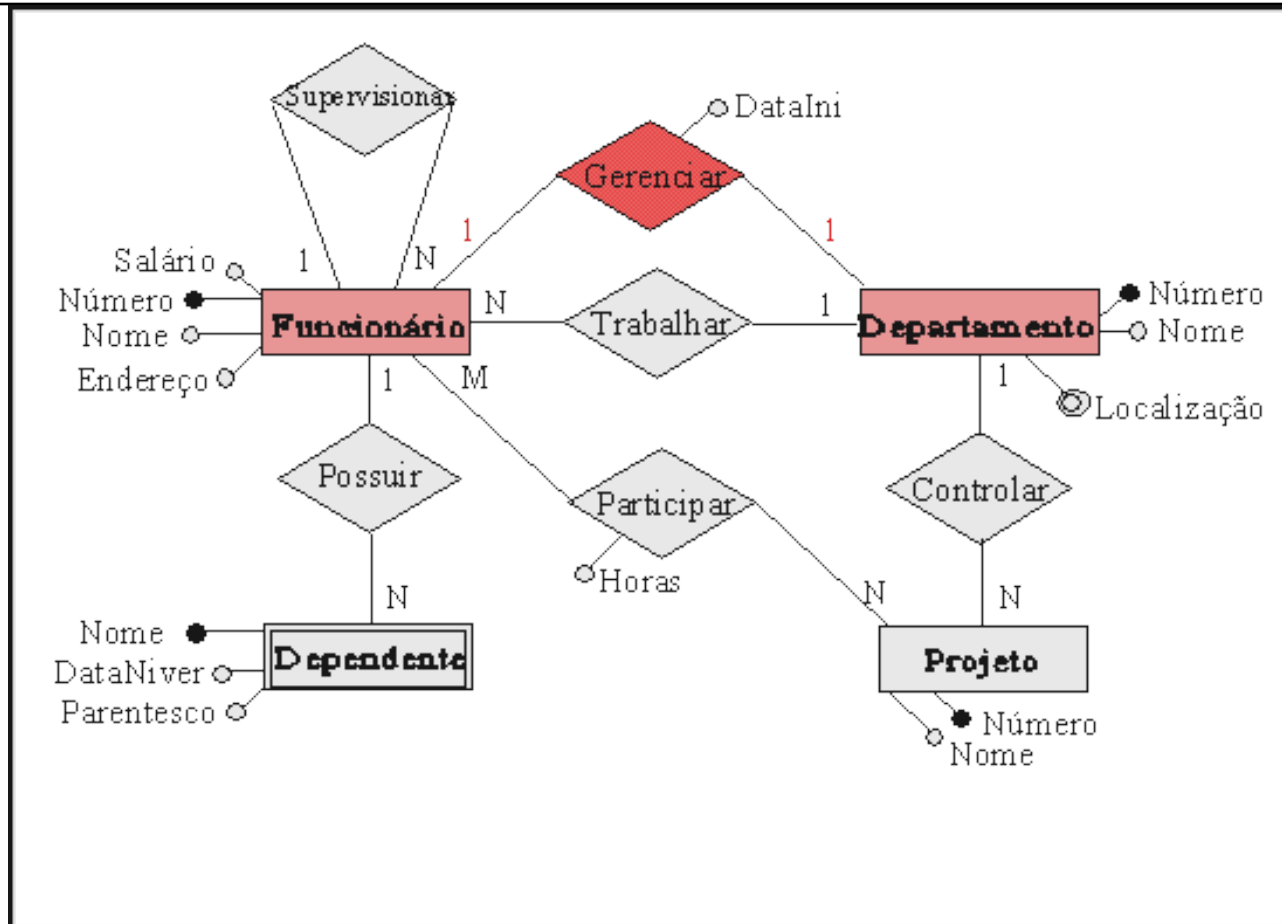 Supervisionar
DataIni
Gerenciar
1
1
Salário
1
N
Número
Nome
Endereço
Funcionário
N
Trabalhar
1
Departamento
Número
Nome
Localização
1
M
1
Possuir
Participar
Controlar
Horas
N
N
N
Nome
DataNiver
Parentesco
Dependente
Projeto
Número
Nome